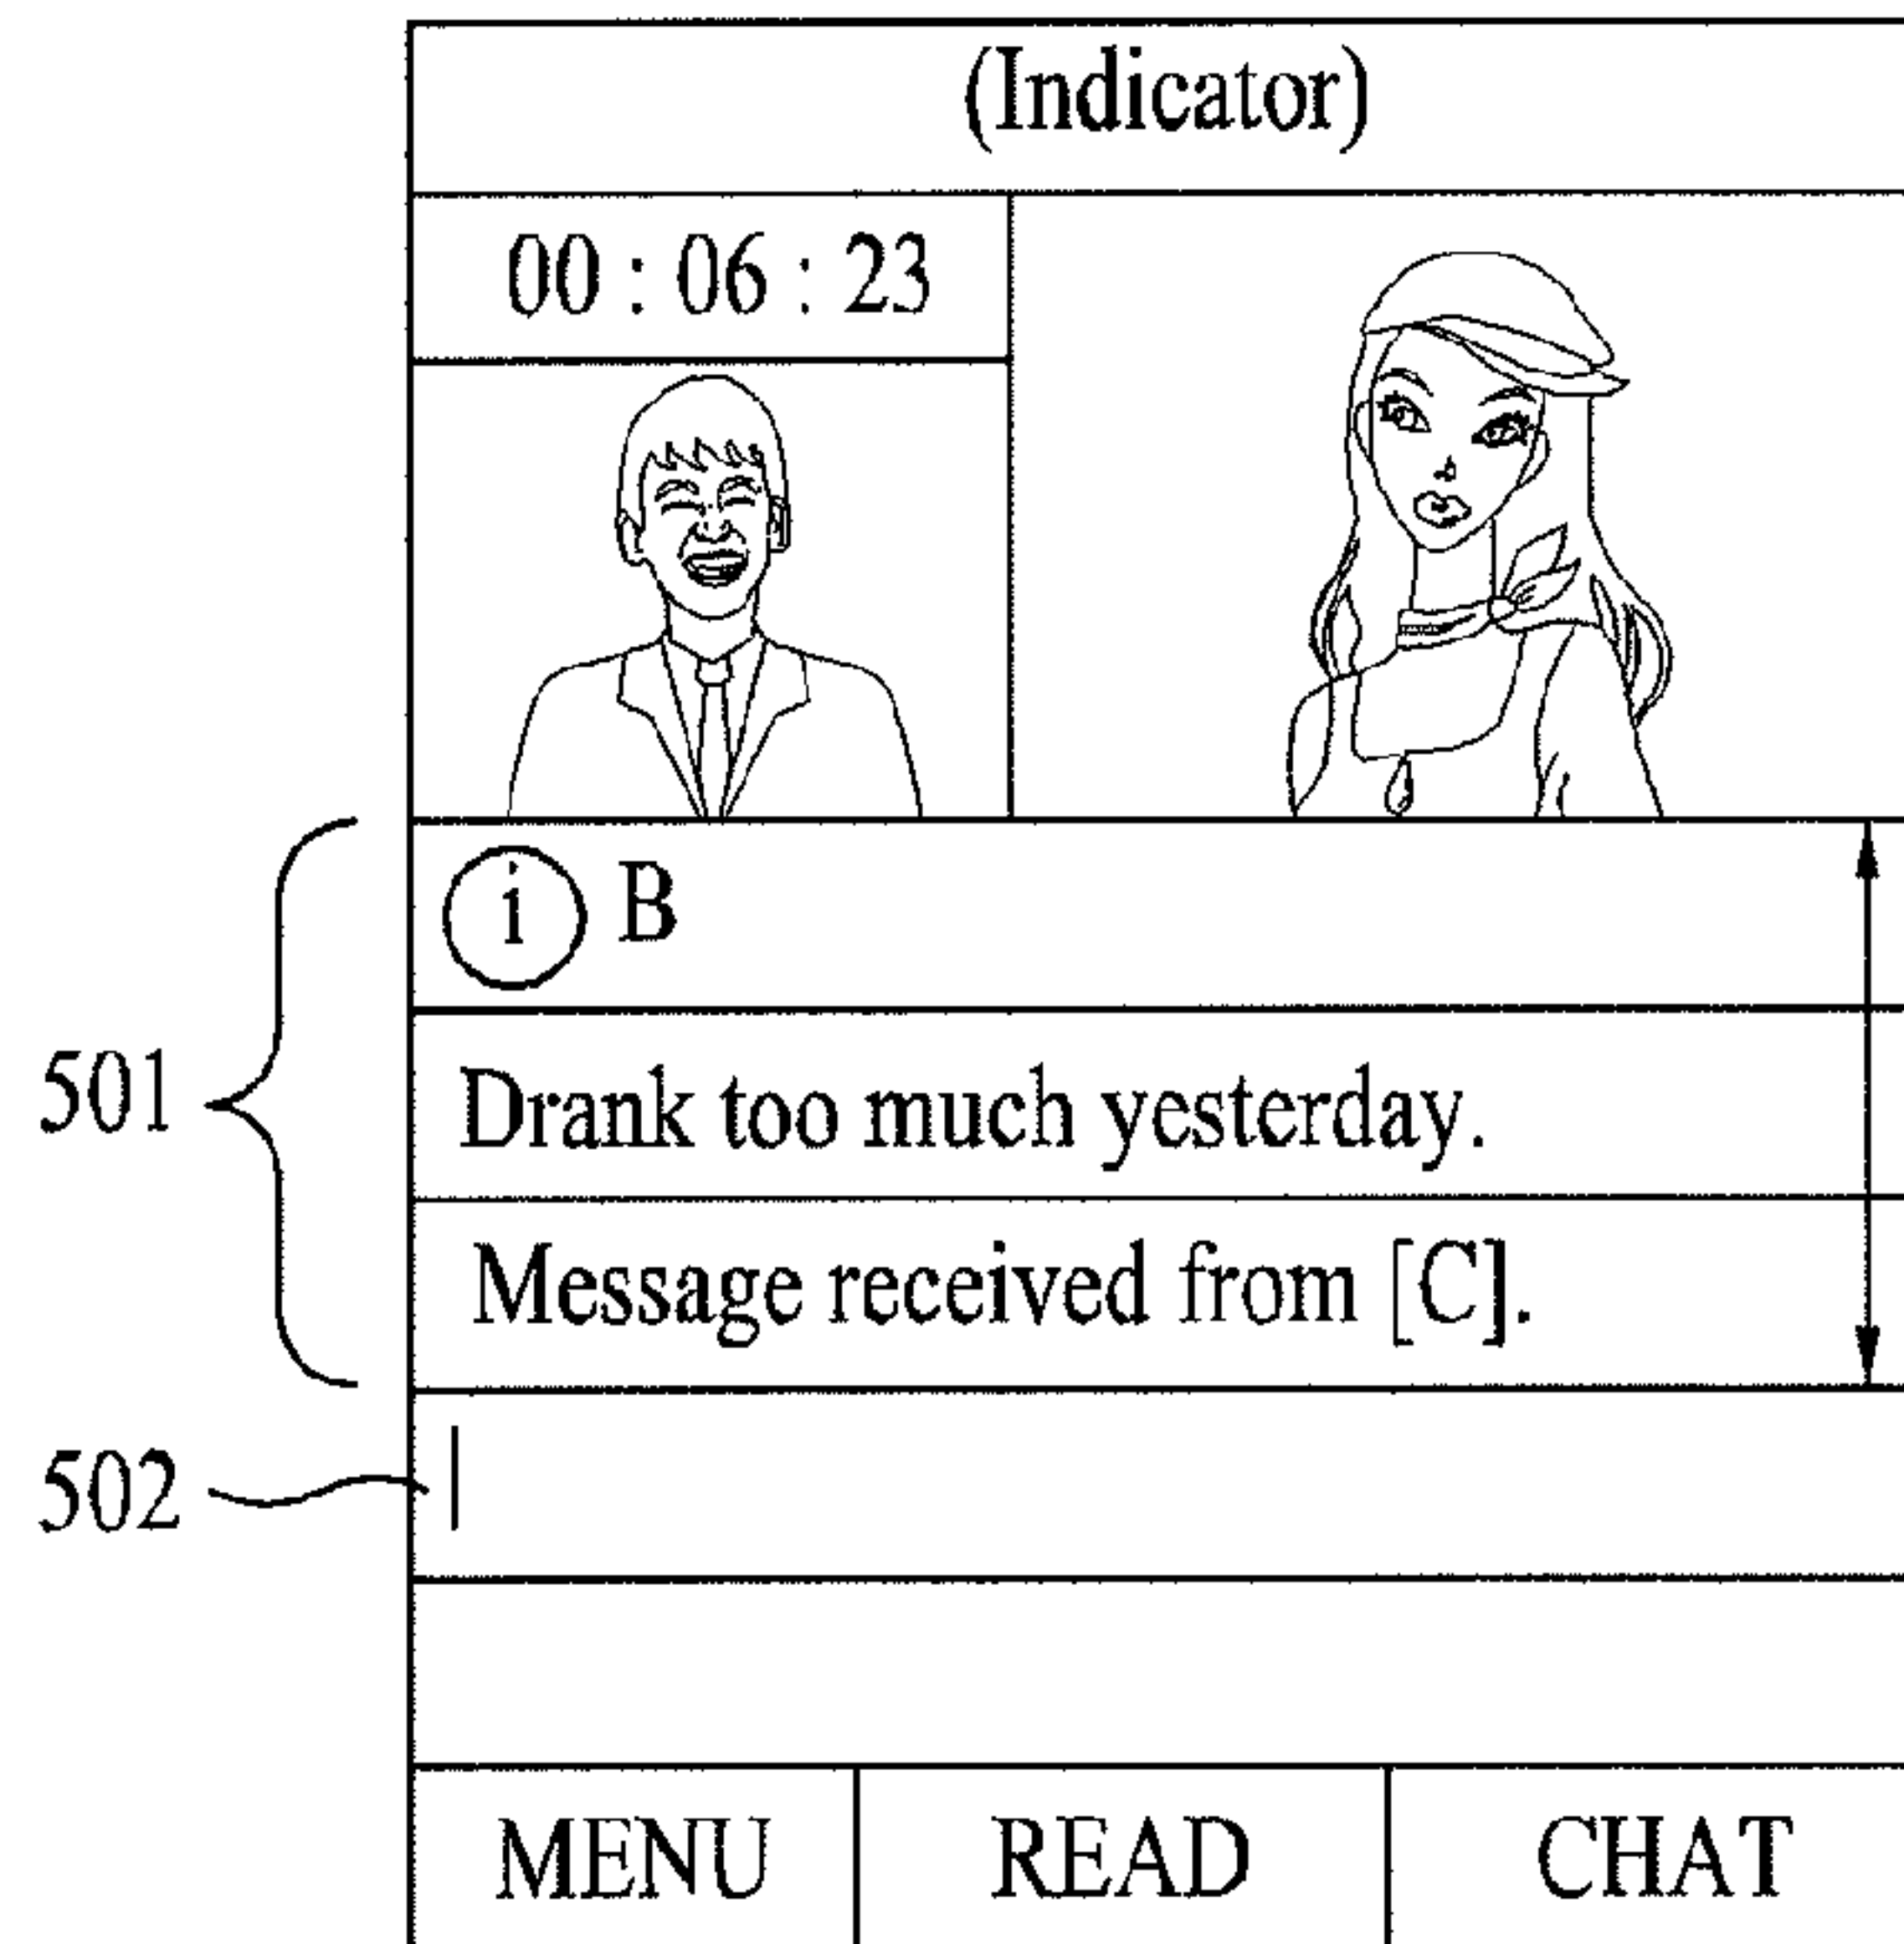 (Indicator)
00 : 06 : 23
i B
501
Drank too much yesterday.
Message received from [C].
502
MENU READ CHAT